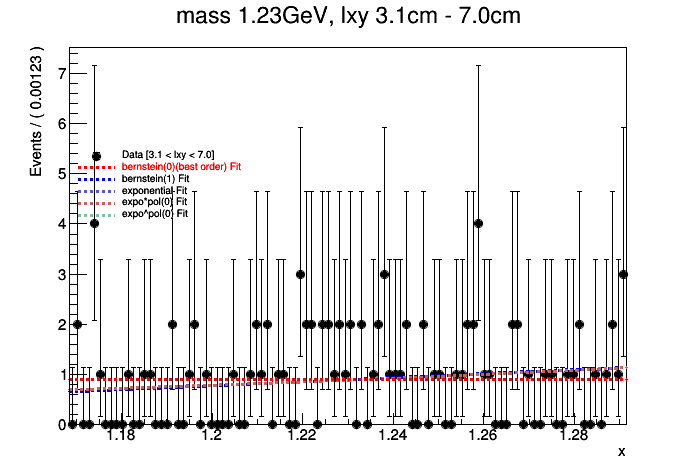 mass 1.23GeV, lxy 3.1cm - 7.0cm
Events / ( 0.00123 )
7
6
5
4
3
2
1
0
Data [3.1 < lxy < 7.0]
bernstein(0)(best order) Fit
bernstein(1) Fit
exponential Fit
expo*pol(0) Fit
expo^pol(0) Fit
1.18 1.2 1.22 1.24 1.26 1.28
x